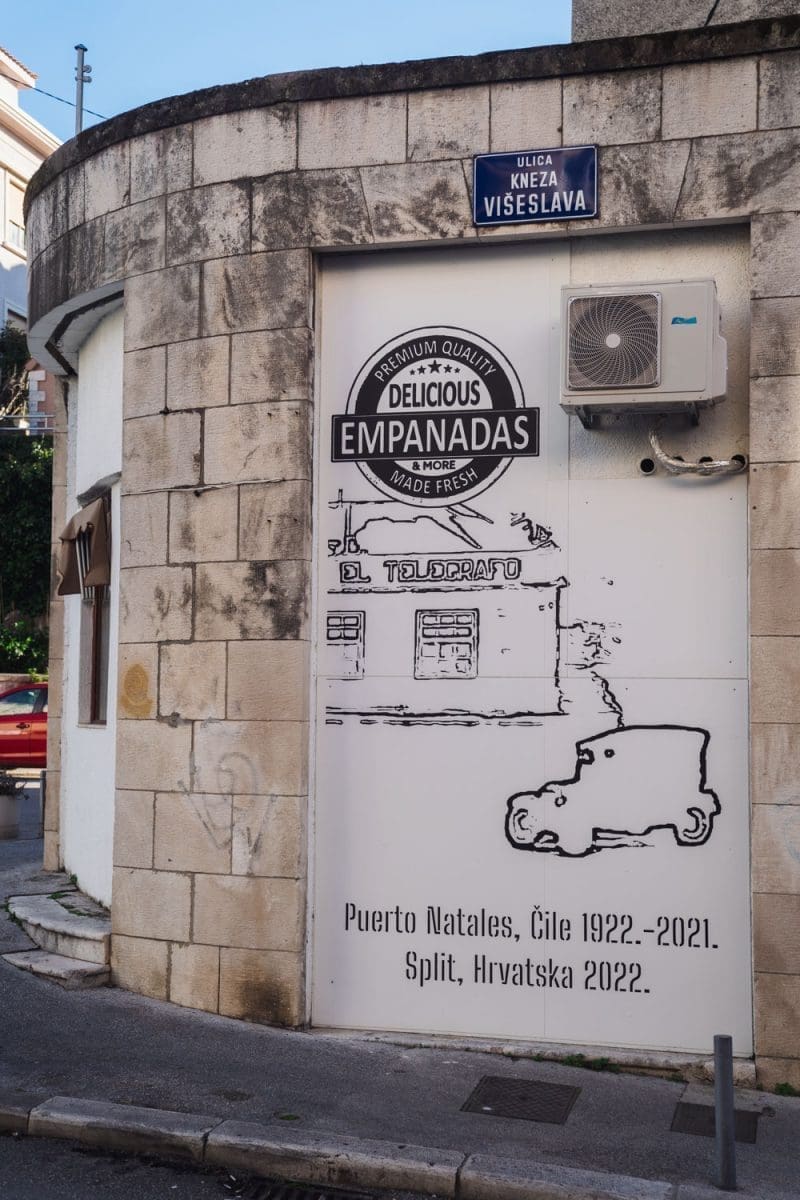 ULICA
KNEZA
VIŠESLAVA
PREMIUM QUALITY
DELICIOUS
EMPANADAS
& MORE
MADE FRESH
EL TELEGRAFO
Puerto Natales, Čile 1922.-2021.
Split, Hrvatska 2022.